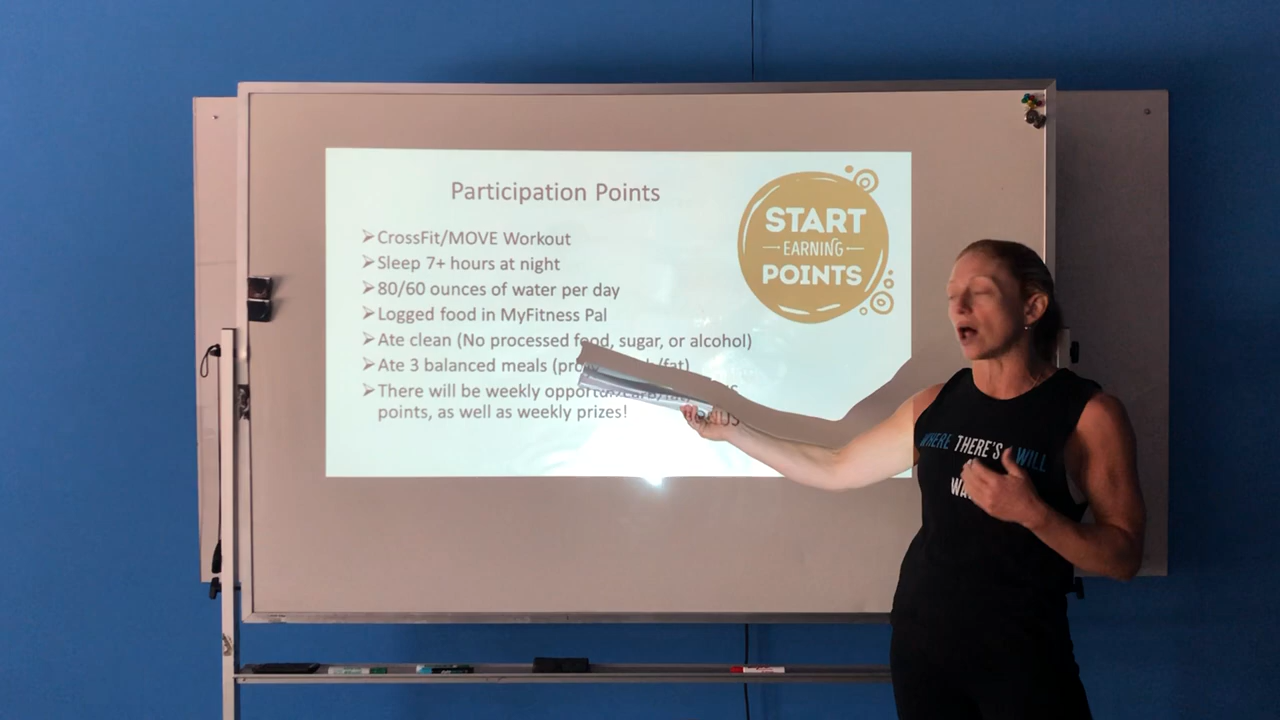 Participation Points
START
EARNING
POINTS
➢CrossFit/MOVE Workout
➢Sleep 7+ hours at night
➢80/60 ounces of water per day
➢Logged food in MyFitness Pal
➢Ate clean (No processed food, sugar, or alcohol)
➢Ate 3 balanced meals /fat)
➢There will be weekly
points, as well as weekly prizes!
WHERE THERE'S WILL